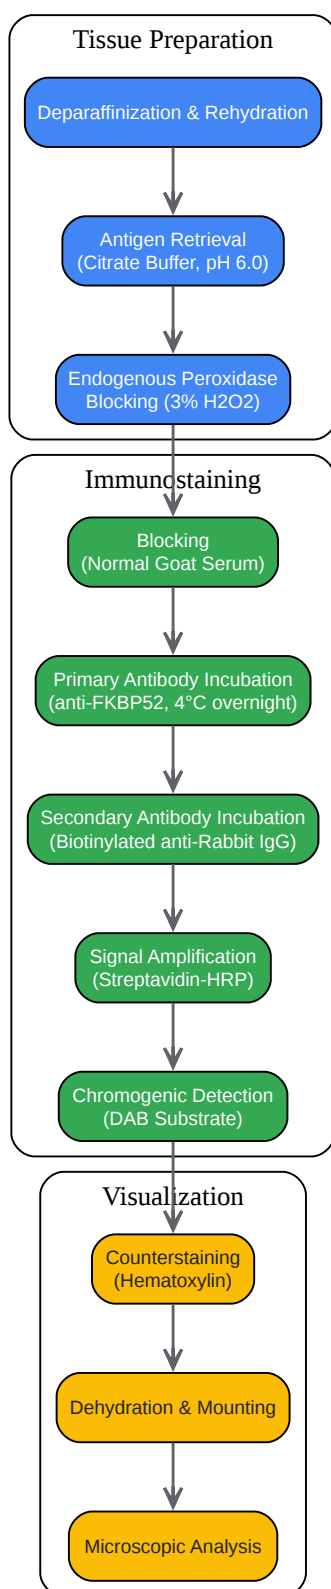 Tissue Preparation
Deparaffinization & Rehydration
Antigen Retrieval
(Citrate Buffer, pH 6.0)
Endogenous Peroxidase
Blocking (3% H2O2)
Immunostaining
Blocking
(Normal Goat Serum)
Primary Antibody Incubation
(anti-FKBP52, 4°C overnight)
Secondary Antibody Incubation
(Biotinylated anti-Rabbit IgG)
Signal Amplification
(Streptavidin-HRP)
Chromogenic Detection
(DAB Substrate)
Visualization
Counterstaining
(Hematoxylin)
Dehydration & Mounting
Microscopic Analysis